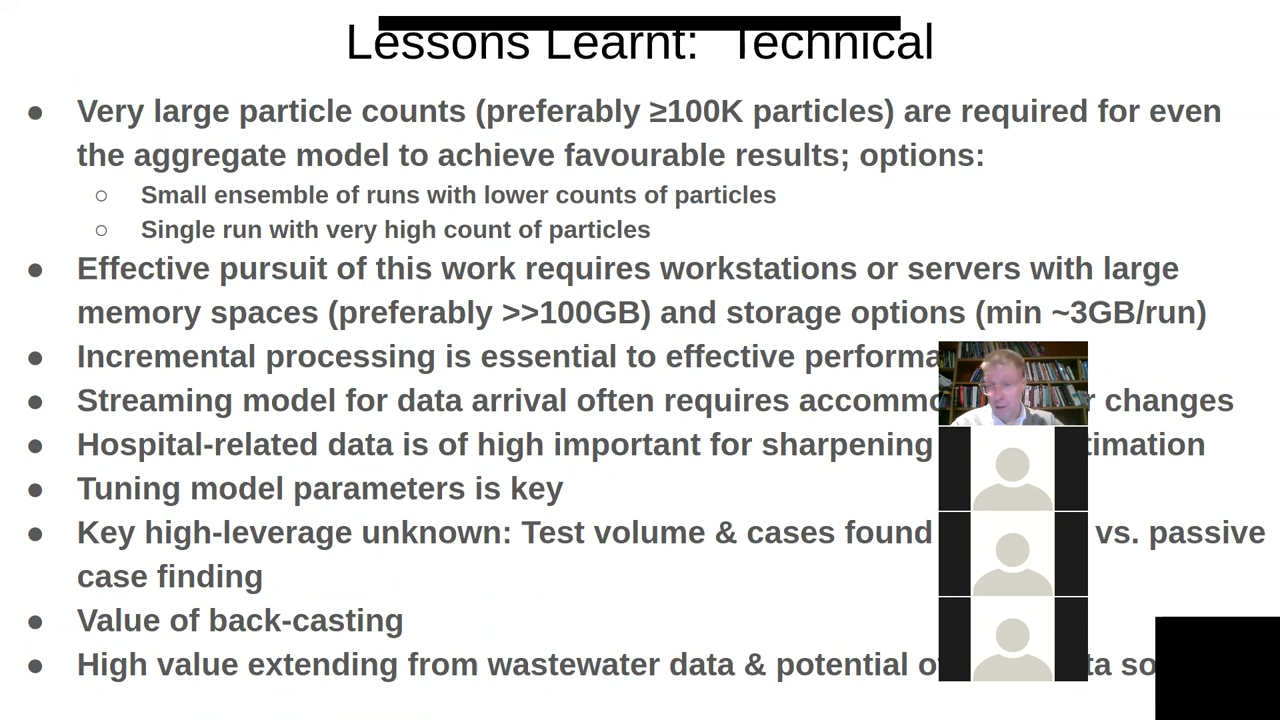 Lessons Learnt: Technical
● Very large particle counts (preferably ≥100K particles) are required for even
the aggregate model to achieve favourable results; options:
○ Small ensemble of runs with lower counts of particles
○ Single run with very high count of particles
● Effective pursuit of this work requires workstations or servers with large
memory spaces (preferably >>100GB) and storage options (min ~3GB/run)
● Incremental processing is essential to effective
● Streaming model for data arrival often requires changes
● Hospital-related data is of high important for sharpening
● Tuning model parameters is key
● Key high-leverage unknown: Test volume & cases found vs. passive
case finding
● Value of back-casting
● High value extending from wastewater data & potential